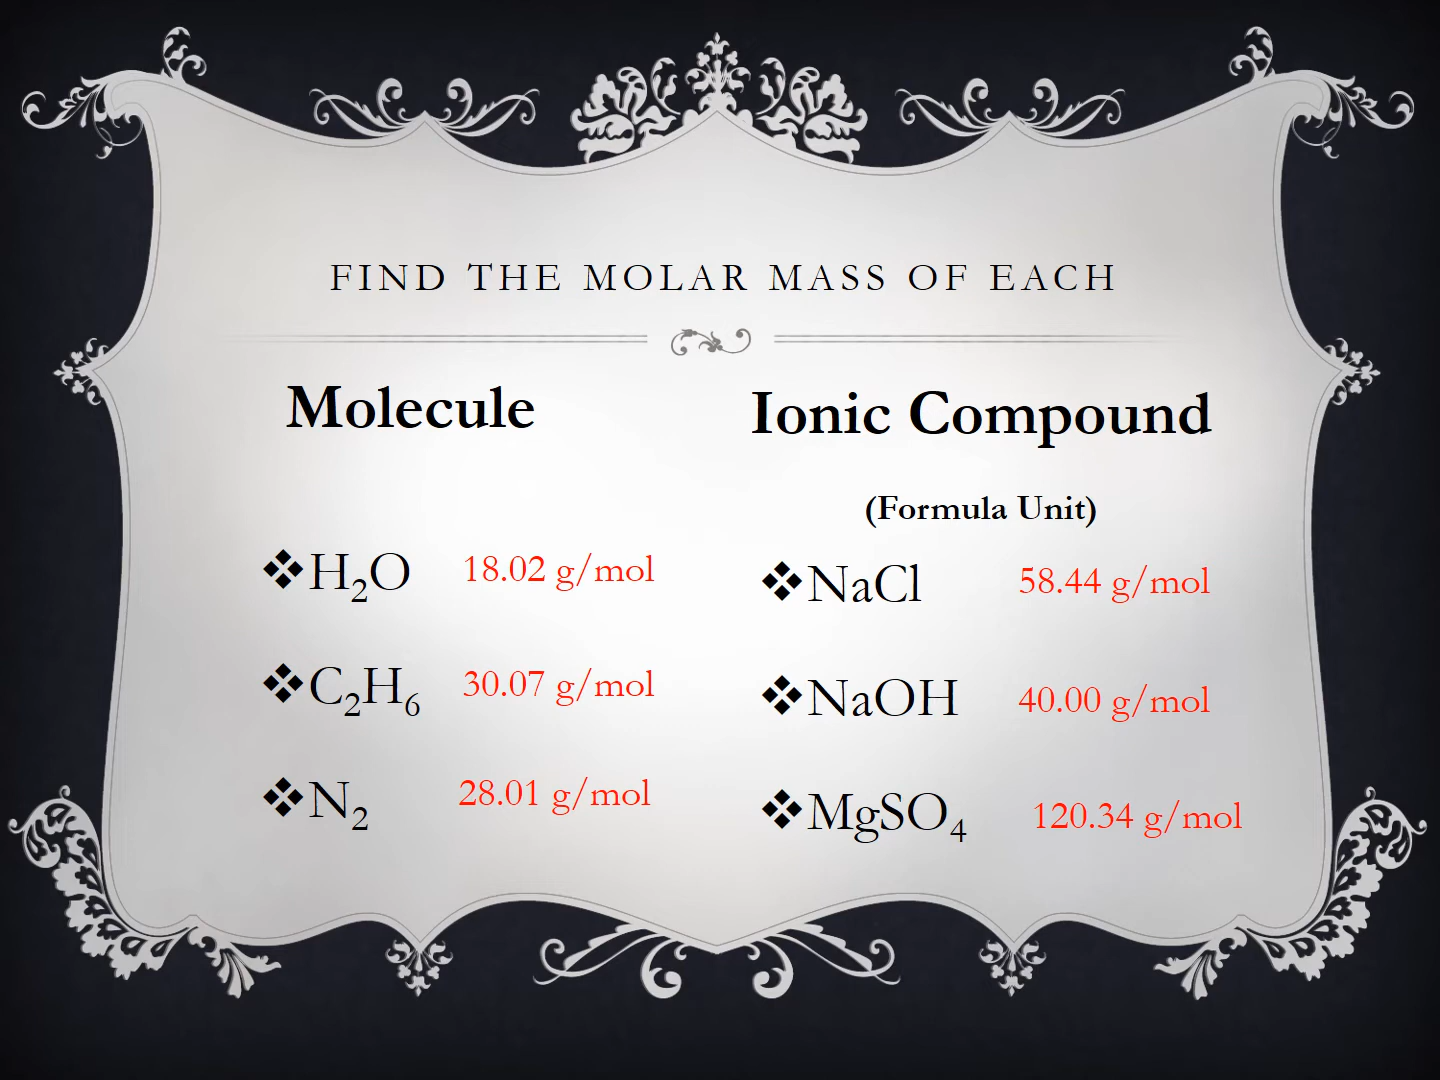 FIND THE MOLAR MASS OF EACH
Molecule
❖H₂O 18.02 g/mol
❖C₂H₆ 30.07 g/mol
❖N₂ 28.01 g/mol
Ionic Compound
(Formula Unit)
❖NaCl 58.44 g/mol
❖NaOH 40.00 g/mol
❖MgSO₄ 120.34 g/mol